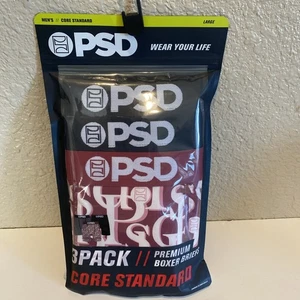 MEN'S // CORE STANDARD
LARGE
PSD
WEAR YOUR LIFE
PSD
PSD
PSD
3PACK // PREMIUM
BOXER BRIEFS
CORE STANDARD